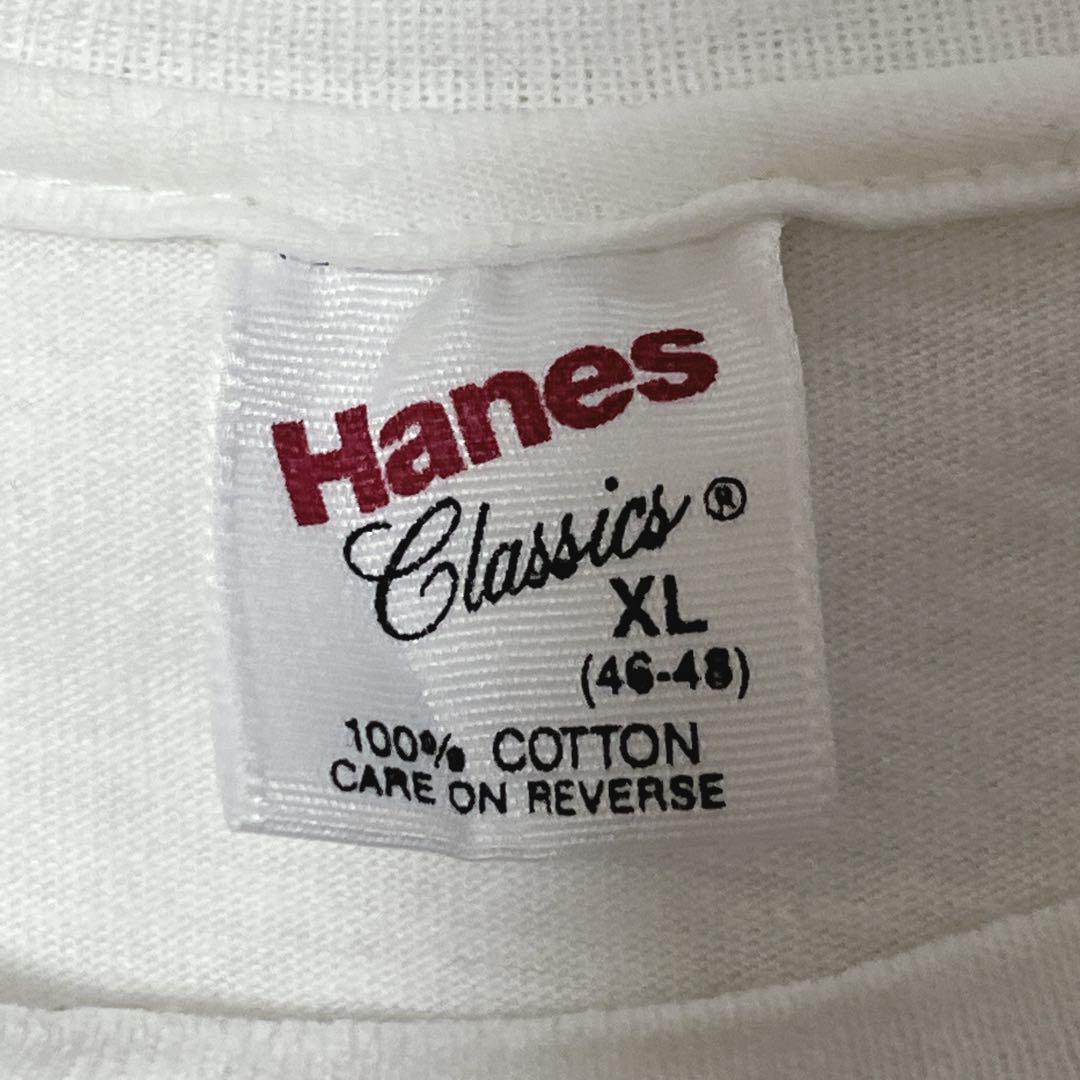 Hanes
Classics ®
XL
(46-48)
100% COTTON
CARE ON REVERSE